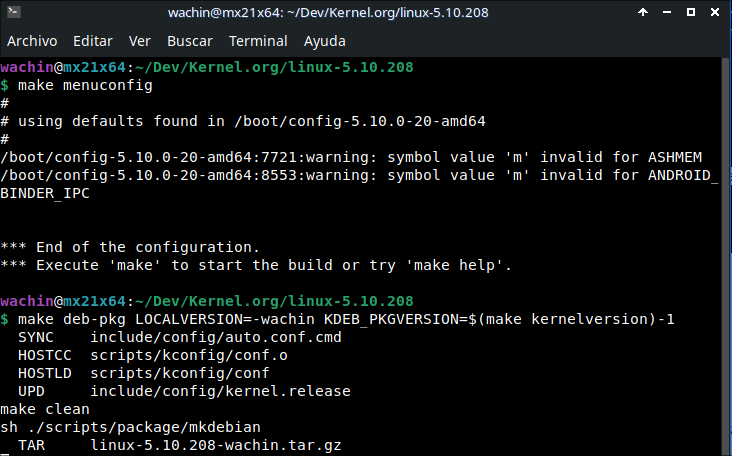 wachin@mx21x64: ~/Dev/Kernel.org/linux-5.10.208
Archivo Editar Ver Buscar Terminal Ayuda
wachin@mx21x64:~/Dev/Kernel.org/linux-5.10.208
$ make menuconfig
#
# using defaults found in /boot/config-5.10.0-20-amd64
#
/boot/config-5.10.0-20-amd64:7721:warning: symbol value 'm' invalid for ASHMEM
/boot/config-5.10.0-20-amd64:8553:warning: symbol value 'm' invalid for ANDROID_
BINDER_IPC
*** End of the configuration.
*** Execute 'make' to start the build or try 'make help'.
wachin@mx21x64:~/Dev/Kernel.org/linux-5.10.208
$ make deb-pkg LOCALVERSION=-wachin KDEB_PKGVERSION=$(make kernelversion)-1
  SYNC    include/config/auto.conf.cmd
  HOSTCC  scripts/kconfig/conf.o
  HOSTLD  scripts/kconfig/conf
  UPD     include/config/kernel.release
make clean
sh ./scripts/package/mkdebian
  TAR     linux-5.10.208-wachin.tar.gz